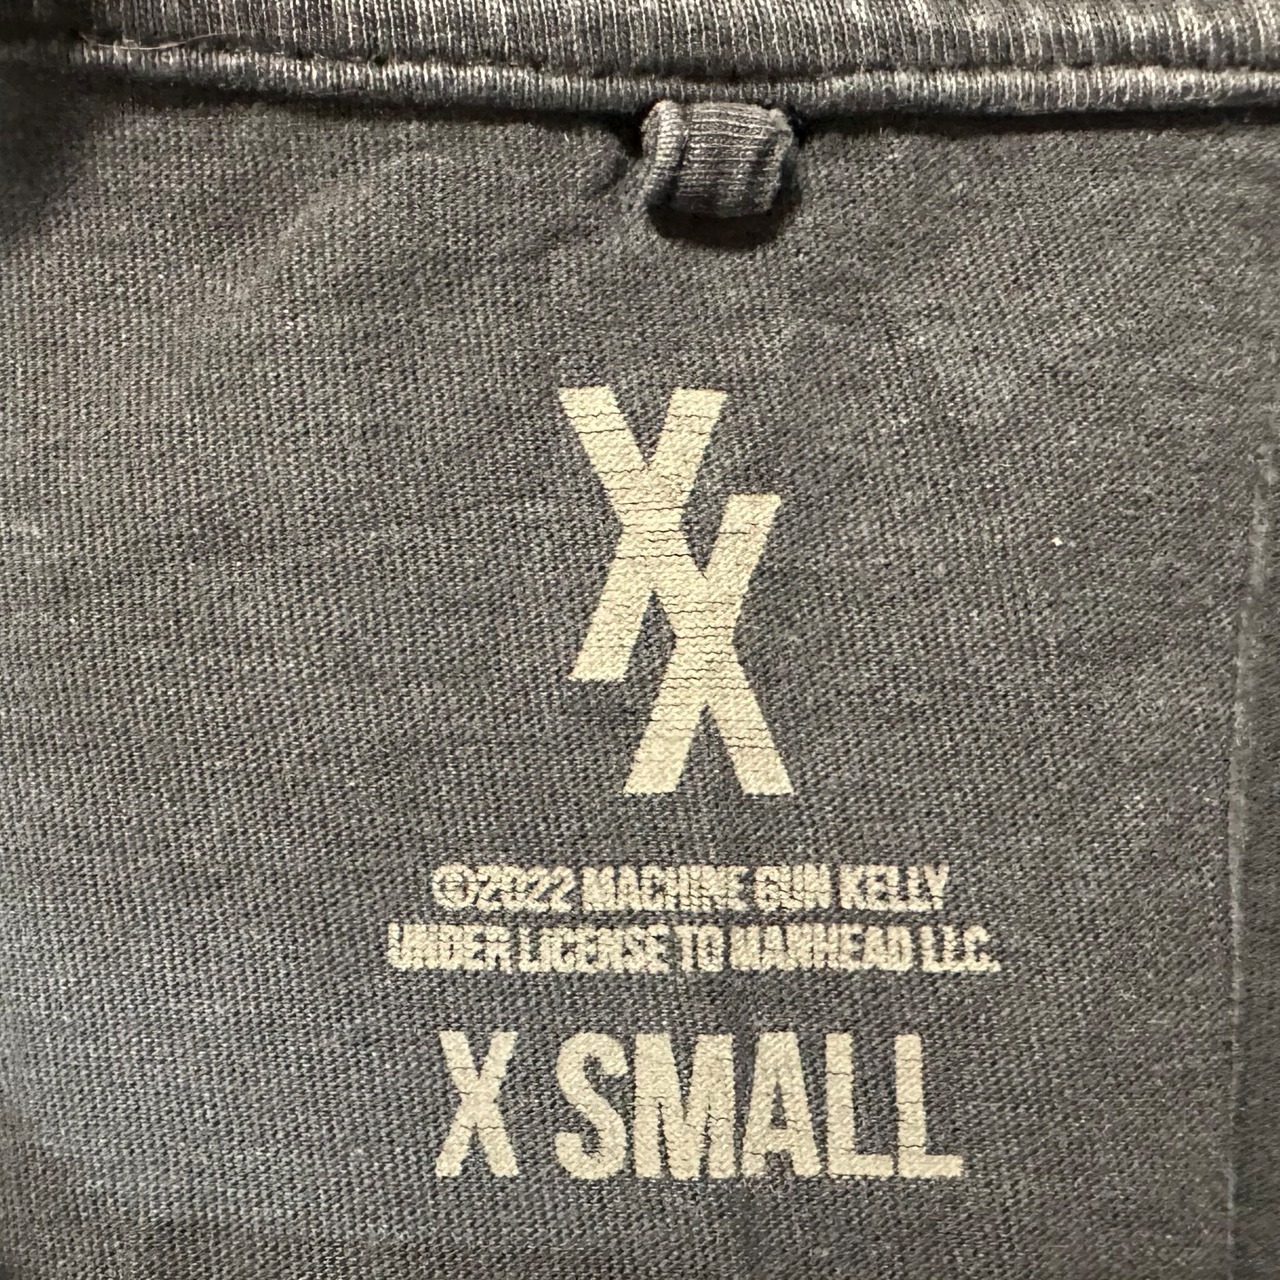 XX
©2022 MACHINE GUN KELLY
UNDER LICENSE TO MANHEAD LLC.
X SMALL